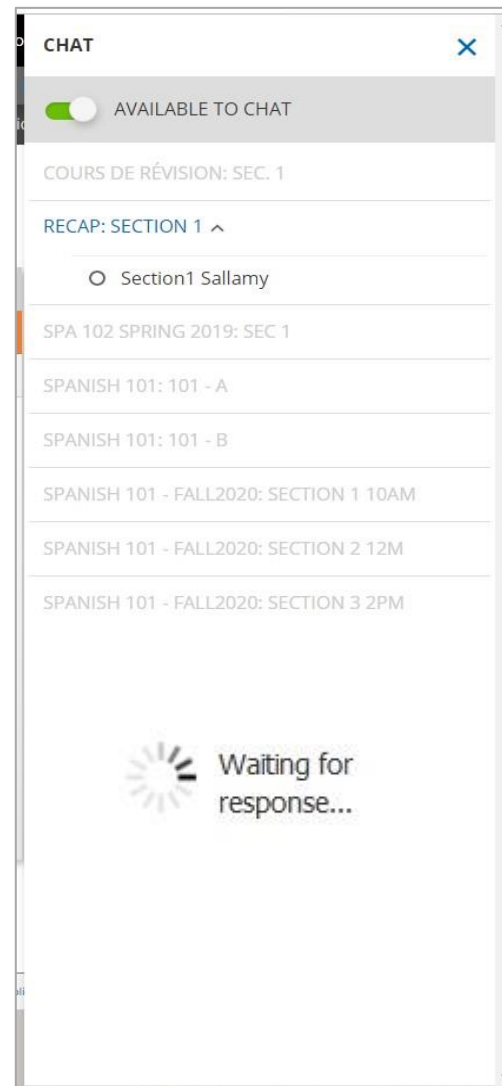 CHAT
AVAILABLE TO CHAT
COURS DE RÉVISION: SEC. 1
RECAP: SECTION 1
Section1 Sallamy
SPA 102 SPRING 2019: SEC 1
SPANISH 101: 101 - A
SPANISH 101: 101 - B
SPANISH 101 - FALL2020: SECTION 1 10AM
SPANISH 101 - FALL2020: SECTION 2 12M
SPANISH 101 - FALL2020: SECTION 3 2PM
Waiting for
response...